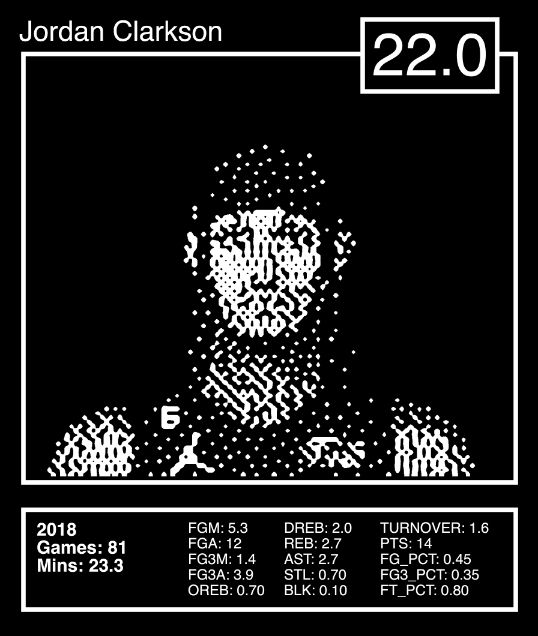 Jordan Clarkson
22.0
6
2018
Games: 81
Mins: 23.3
FGM: 5.3
FGA: 12
FG3M: 1.4
FG3A: 3.9
OREB: 0.70
DREB: 2.0
REB: 2.7
AST: 2.7
STL: 0.70
BLK: 0.10
TURNOVER: 1.6
PTS: 14
FG_PCT: 0.45
FG3_PCT: 0.35
FT_PCT: 0.80